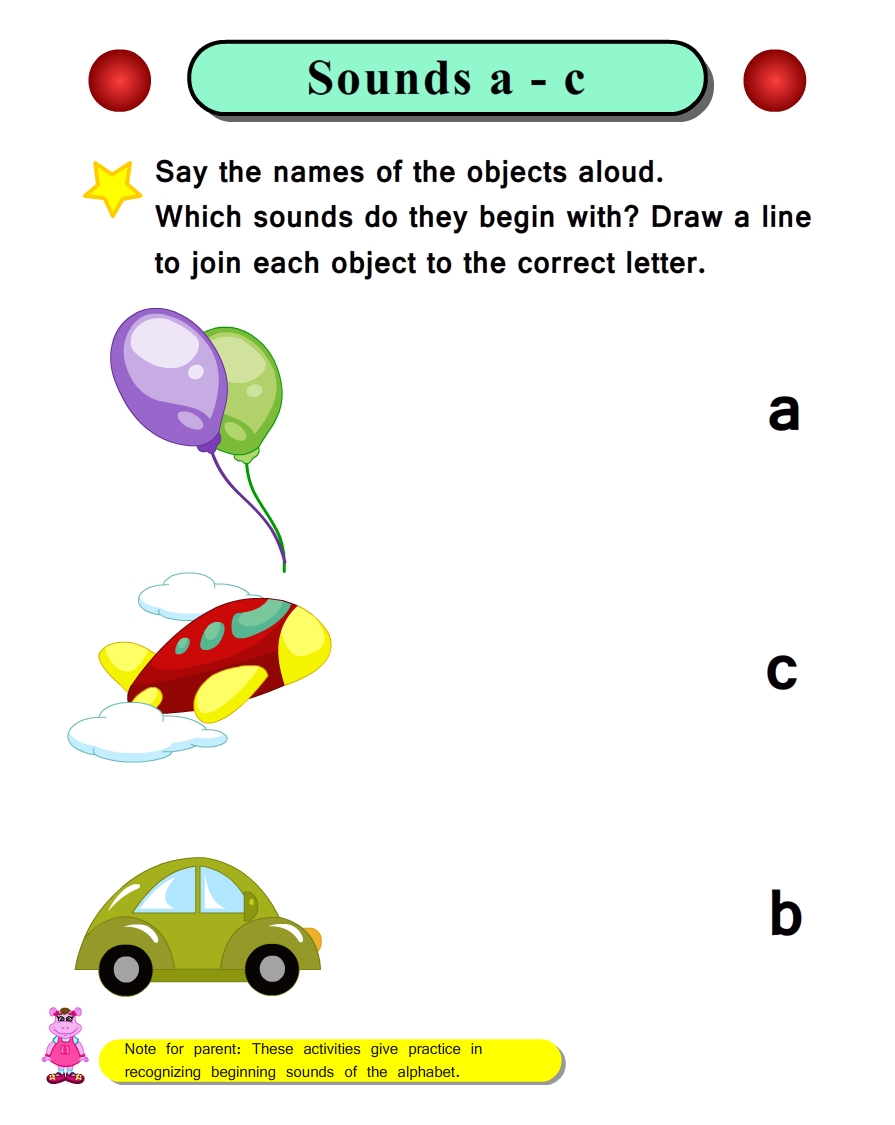 Sounds a - c
Say the names of the objects aloud.
Which sounds do they begin with? Draw a line
to join each object to the correct letter.
a
c
b
Note for parent: These activities give practice in
recognizing beginning sounds of the alphabet.